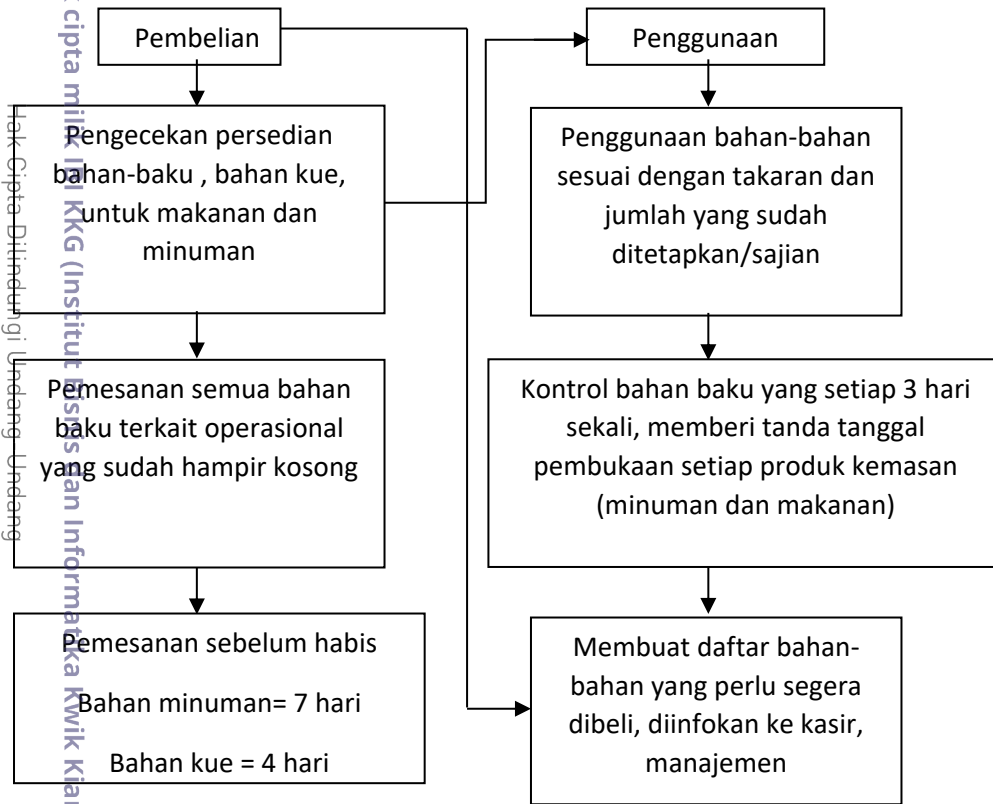 Pembelian
Pengecekan persedian
bahan-baku , bahan kue,
untuk makanan dan
minuman
Pemesanan semua bahan
baku terkait operasional
yang sudah hampir kosong
Pemesanan sebelum habis
Bahan minuman= 7 hari
Bahan kue = 4 hari
Penggunaan
Penggunaan bahan-bahan
sesuai dengan takaran dan
jumlah yang sudah
ditetapkan/sajian
Kontrol bahan baku yang setiap 3 hari
sekali, memberi tanda tanggal
pembukaan setiap produk kemasan
(minuman dan makanan)
Membuat daftar bahan-
bahan yang perlu segera
dibeli, diinfokan ke kasir,
manajemen
cipta milik IBI KKG (Institut Bisnis dan Informatika Kwik Kian
Hak Cipta Dilindungi Undang-Undang